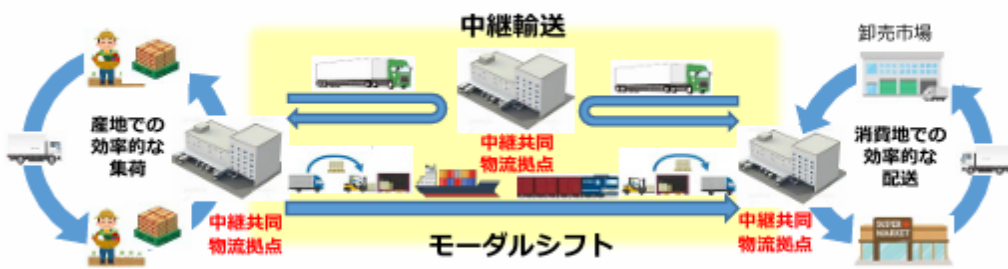 中継輸送
卸売市場
産地での
効率的な
集荷
中継共同
物流拠点
消費地での
効率的な
配送
中継共同
物流拠点
中継共同
物流拠点
SUPER
MARKET
モーダルシフト